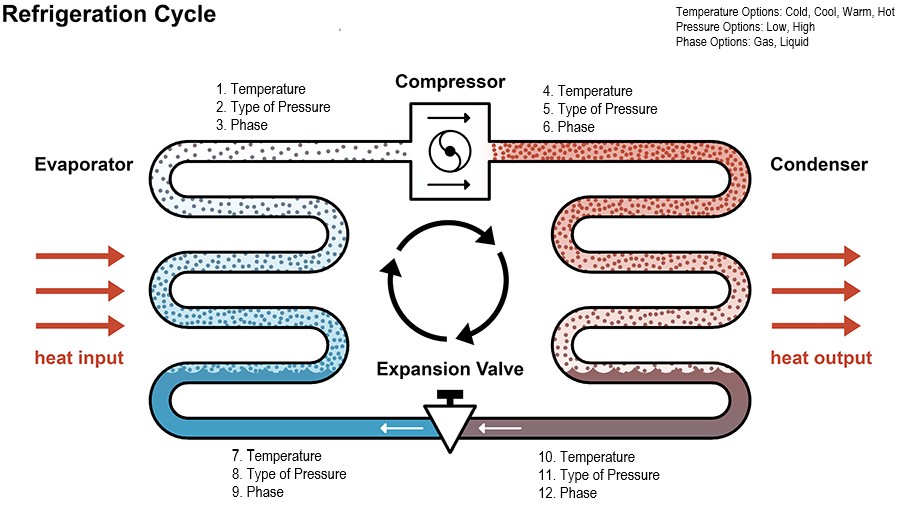 Refrigeration Cycle
Temperature Options: Cold, Cool, Warm, Hot
Pressure Options: Low, High
Phase Options: Gas, Liquid
Compressor
1. Temperature
2. Type of Pressure
3. Phase
4. Temperature
5. Type of Pressure
6. Phase
Evaporator
Condenser
heat input
heat output
Expansion Valve
7. Temperature
8. Type of Pressure
9. Phase
10. Temperature
11. Type of Pressure
12. Phase